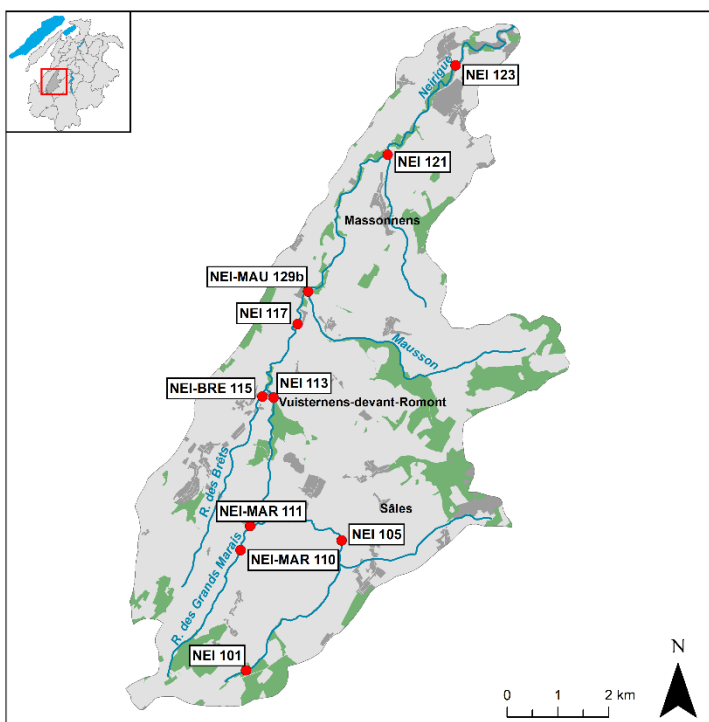 NEI 123
Neirigue
NEI 121
Massonnens
NEI-MAU 129b
NEI 117
Mausson
NEI-BRE 115
NEI 113
Vuisternens-devant-Romont
R. des Brêts
NEI-MAR 111
Sâles
NEI 105
R. des Grands Marais
NEI-MAR 110
NEI 101
N
0 1 2 km